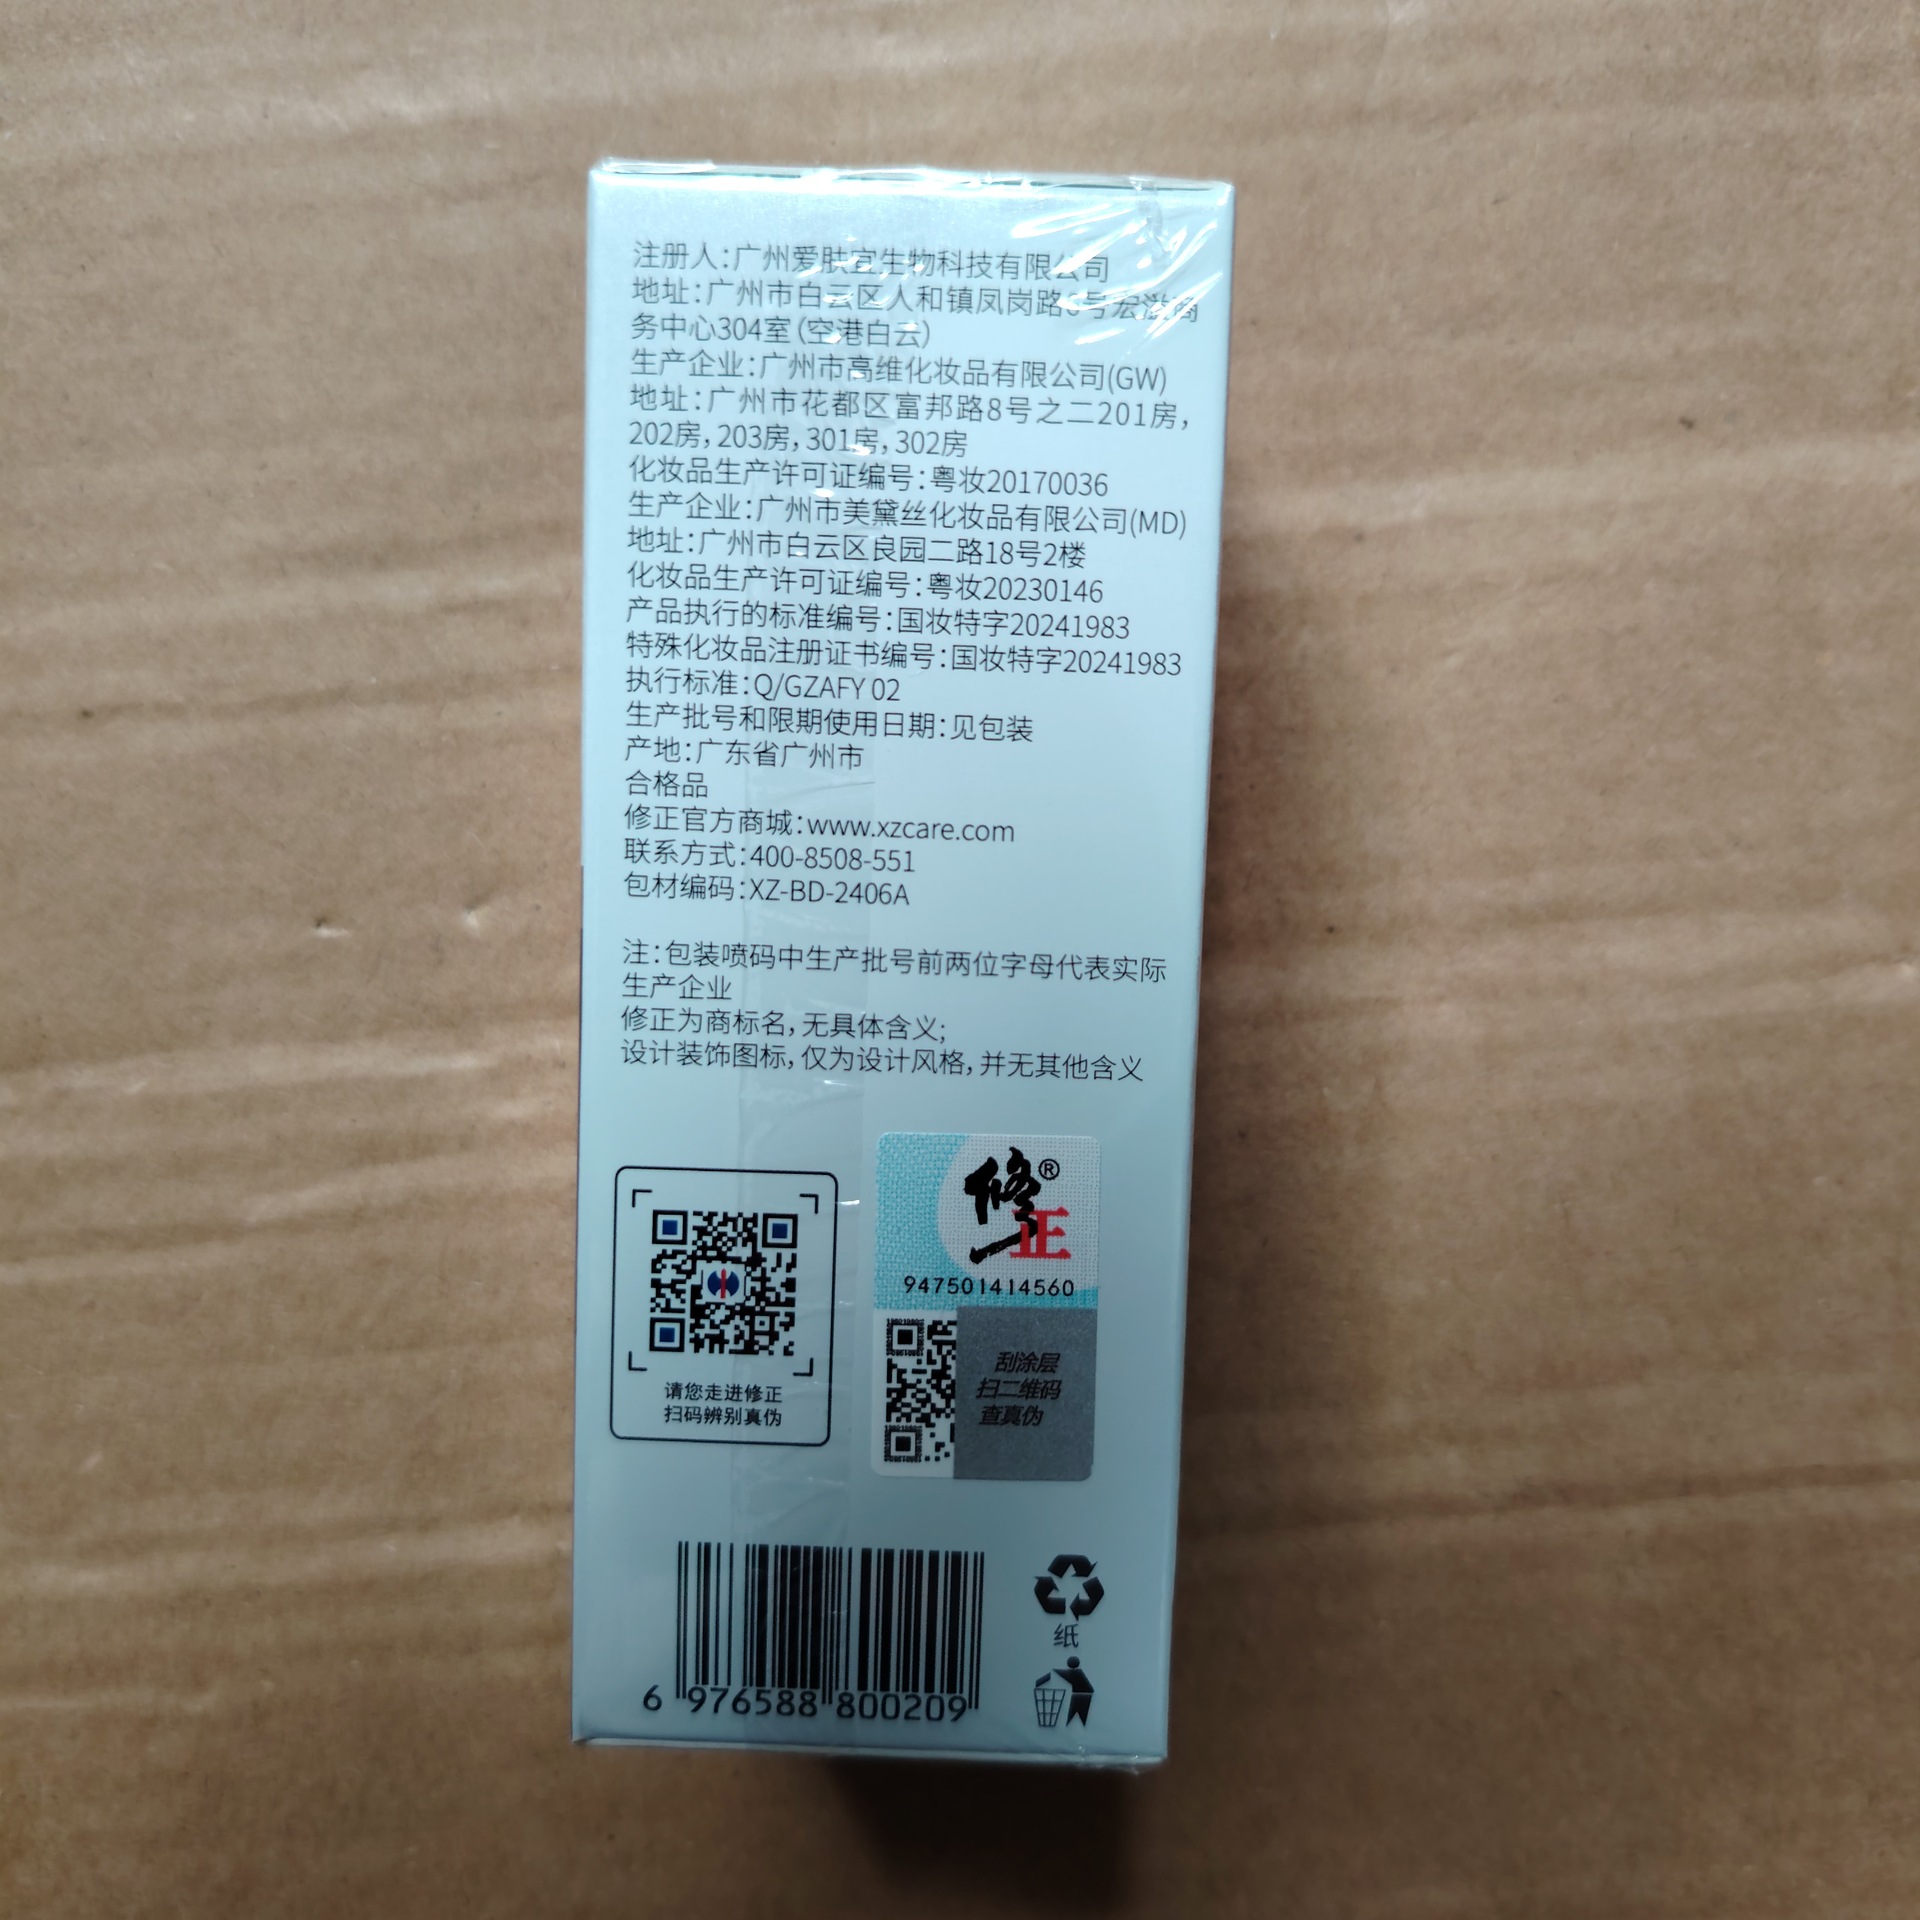 注册人：广州爱肤宜生物科技有限公司
地址：广州市白云区人和镇凤岗路 号宏 商
务中心304室（空港白云）
生产企业：广州市高维化妆品有限公司(GW)
地址：广州市花都区富邦路8号之二201房，
202房，203房，301房，302房
化妆品生产许可证编号：粤妆20170036
生产企业：广州市美黛丝化妆品有限公司(MD)
地址：广州市白云区良园二路18号2楼
化妆品生产许可证编号：粤妆20230146
产品执行的标准编号：国妆特字20241983
特殊化妆品注册证书编号：国妆特字20241983
执行标准：Q/GZAFY 02
生产批号和限期使用日期：见包装
产地：广东省广州市
合格品
修正官方商城：www.xzcare.com
联系方式：400-8508-551
包材编码：XZ-BD-2406A
注：包装喷码中生产批号前两位字母代表实际
生产企业
修正为商标名，无具体含义；
设计装饰图标，仅为设计风格，并无其他含义
请您走进修正
扫码辨别真伪
修正®
947501414560
刮涂层
扫二维码
查真伪
6 976588 800209
纸